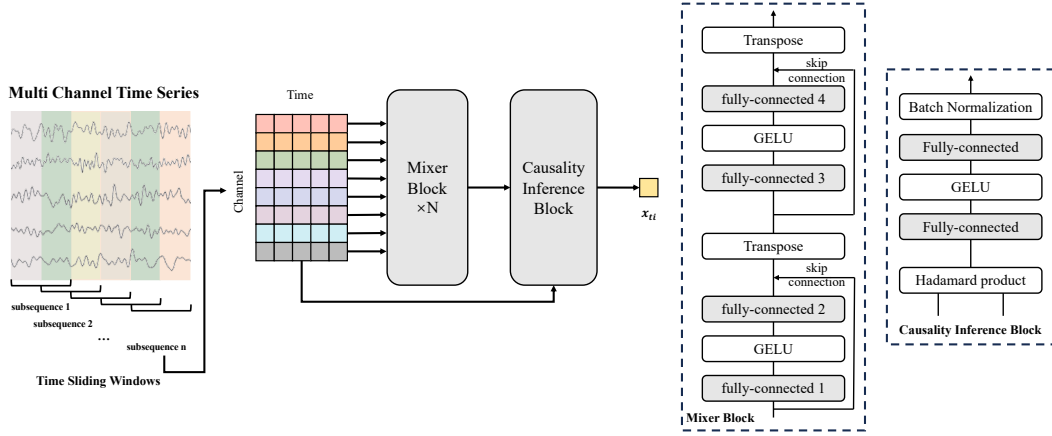 Multi Channel Time Series
subsequence 1
subsequence 2
...
subsequence n
Time Sliding Windows
Time
Channel
Mixer
Block
×N
Causality
Inference
Block
x_{ti}
Transpose
skip
connection
fully-connected 4
GELU
fully-connected 3
Transpose
skip
connection
fully-connected 2
GELU
fully-connected 1
Mixer Block
Batch Normalization
Fully-connected
GELU
Fully-connected
Hadamard product
Causality Inference Block